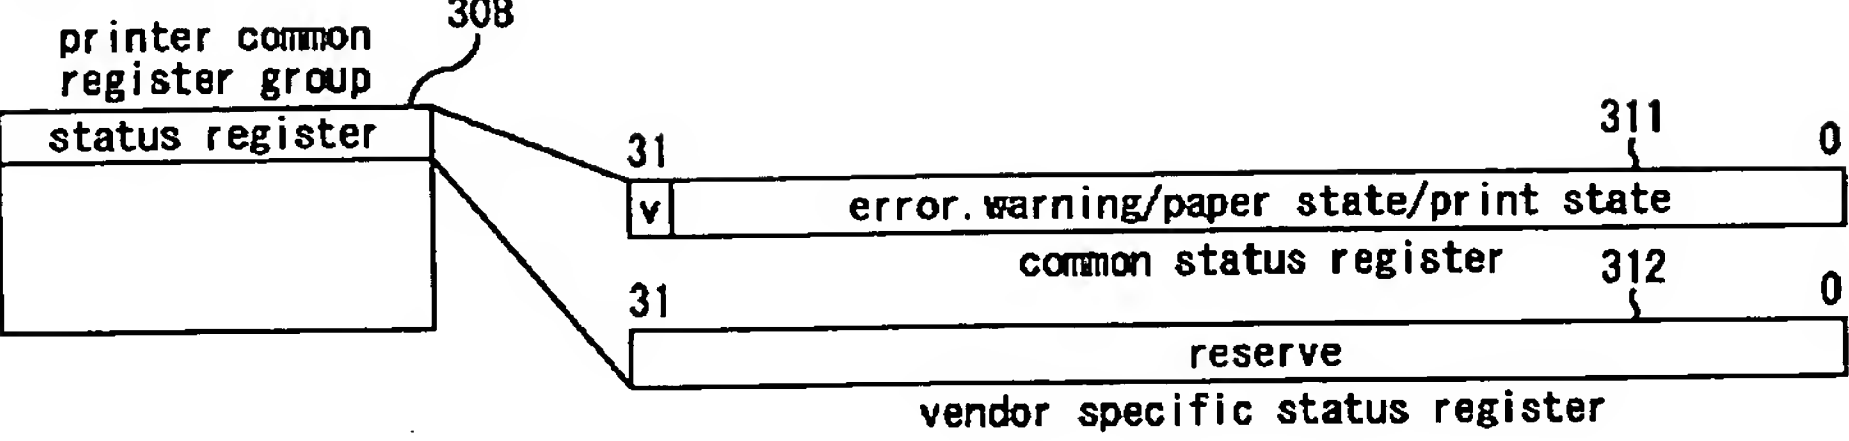 308
printer common
register group
status register
31
311
0
v
error.warning/paper state/print state
common status register
31
312
0
reserve
vendor specific status register